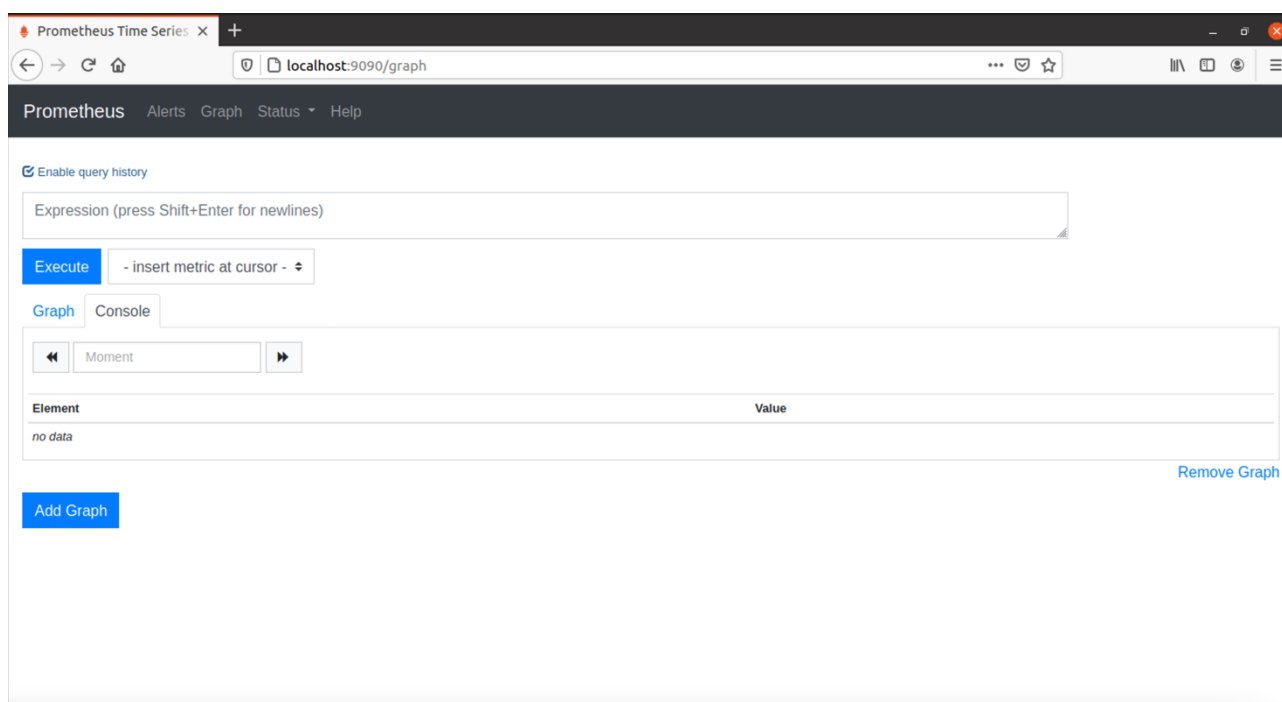 Prometheus Time Series
localhost:9090/graph
Prometheus Alerts Graph Status Help
Enable query history
Expression (press Shift+Enter for newlines)
Execute - insert metric at cursor -
Graph Console
Moment
Element Value
no data
Remove Graph
Add Graph